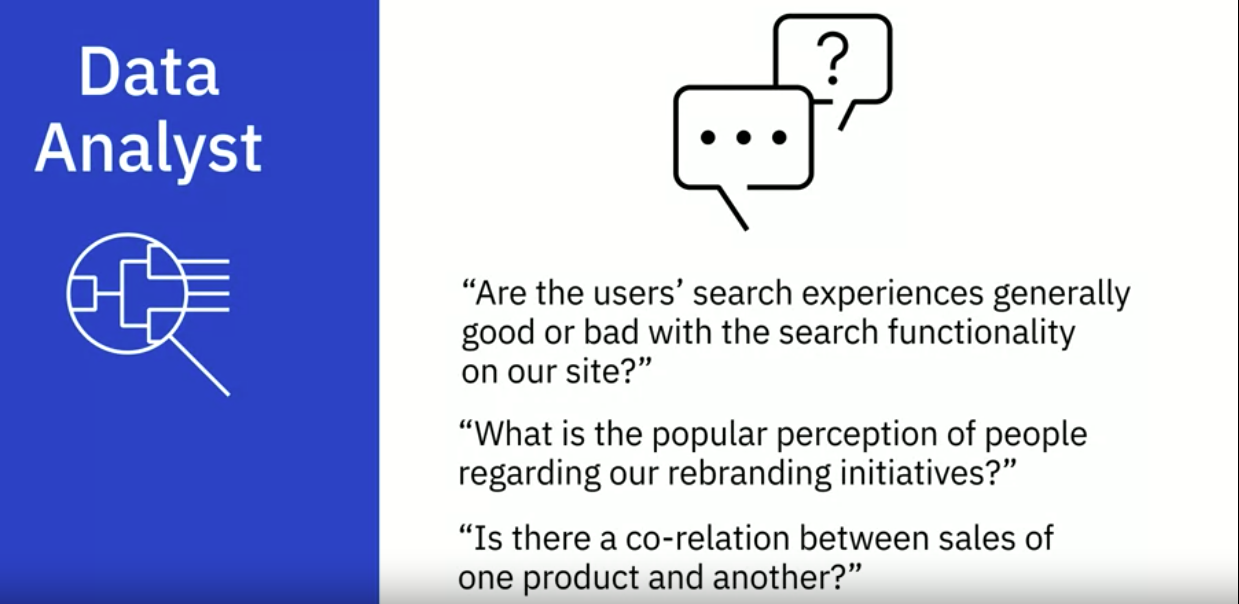 Data
Analyst
?
“Are the users’ search experiences generally
good or bad with the search functionality
on our site?”
“What is the popular perception of people
regarding our rebranding initiatives?”
“Is there a co-relation between sales of
one product and another?”